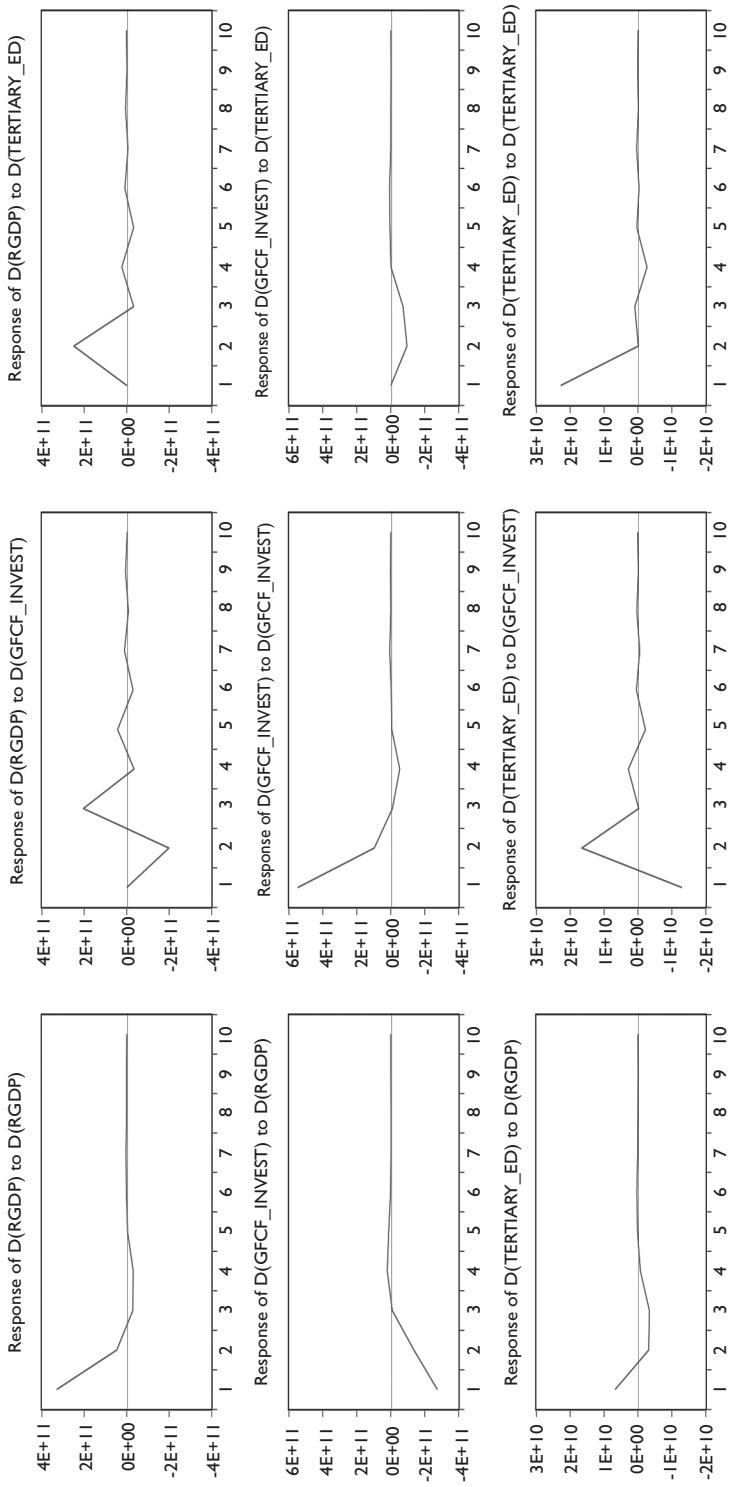 Response of D(RGDP) to D(RGDP)
4E+11
2E+11
0E+00
-2E+11
-4E+11
1 2 3 4 5 6 7 8 9 10
Response of D(RGDP) to D(GFCF_INVEST)
4E+11
2E+11
0E+00
-2E+11
-4E+11
1 2 3 4 5 6 7 8 9 10
Response of D(RGDP) to D(TERTIARY_ED)
4E+11
2E+11
0E+00
-2E+11
-4E+11
1 2 3 4 5 6 7 8 9 10
Response of D(GFCF_INVEST) to D(RGDP)
6E+11
4E+11
2E+11
0E+00
-2E+11
-4E+11
1 2 3 4 5 6 7 8 9 10
Response of D(GFCF_INVEST) to D(GFCF_INVEST)
6E+11
4E+11
2E+11
0E+00
-2E+11
-4E+11
1 2 3 4 5 6 7 8 9 10
Response of D(GFCF_INVEST) to D(TERTIARY_ED)
6E+11
4E+11
2E+11
0E+00
-2E+11
-4E+11
1 2 3 4 5 6 7 8 9 10
Response of D(TERTIARY_ED) to D(RGDP)
3E+10
2E+10
1E+10
0E+00
-1E+10
-2E+10
1 2 3 4 5 6 7 8 9 10
Response of D(TERTIARY_ED) to D(GFCF_INVEST)
3E+10
2E+10
1E+10
0E+00
-1E+10
-2E+10
1 2 3 4 5 6 7 8 9 10
Response of D(TERTIARY_ED) to D(TERTIARY_ED)
3E+10
2E+10
1E+10
0E+00
-1E+10
-2E+10
1 2 3 4 5 6 7 8 9 10